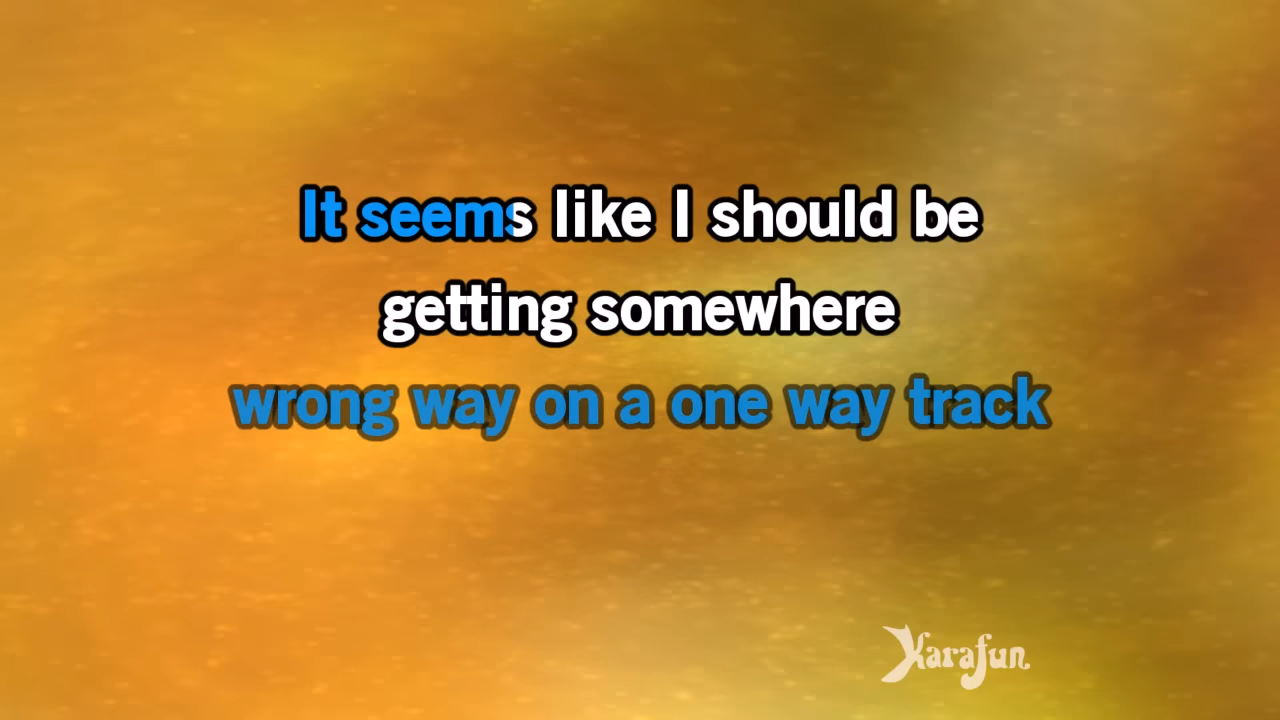 It seems like I should be
getting somewhere
wrong way on a one way track
Karafun